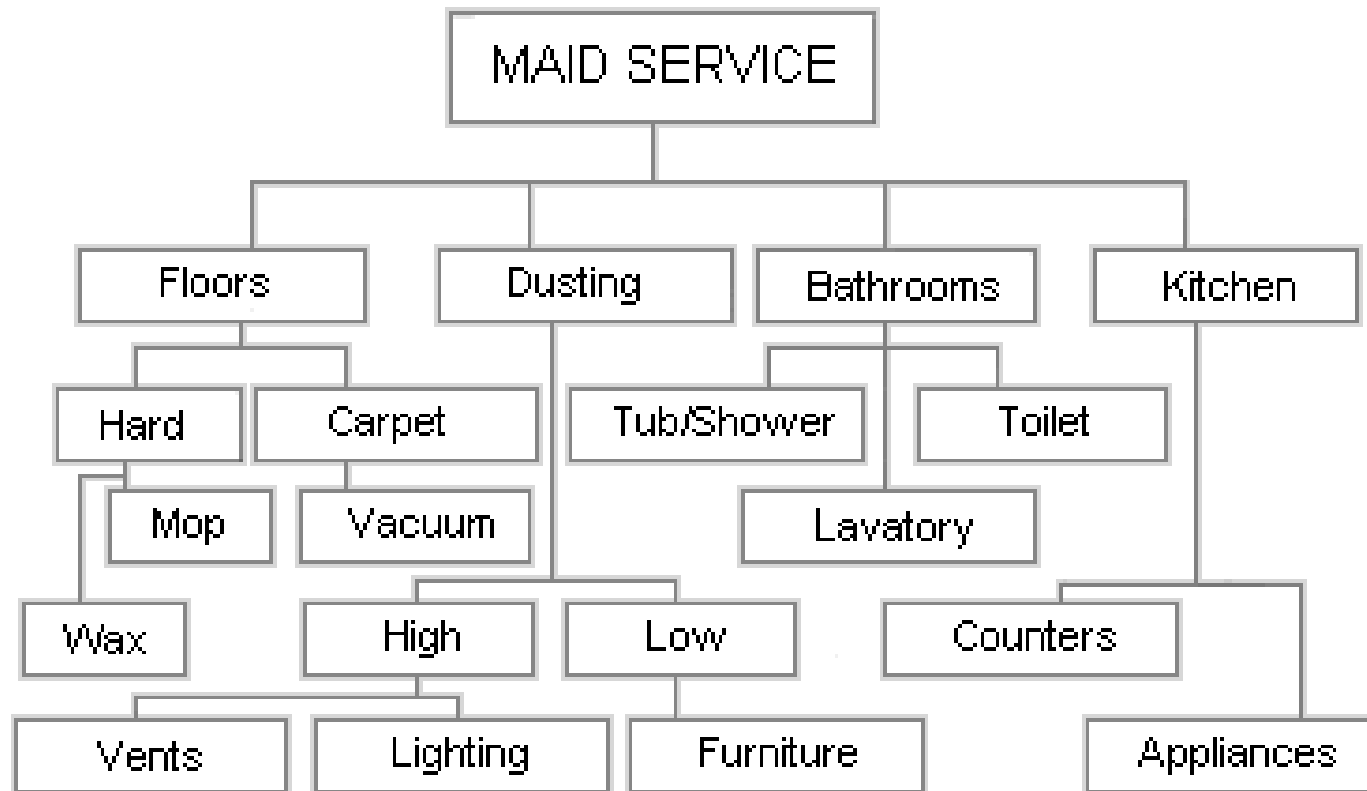 MAID SERVICE
Floors
Dusting
Bathrooms
Kitchen
Hard
Carpet
Tub/Shower
Toilet
Mop
Vacuum
Lavatory
Wax
High
Low
Counters
Vents
Lighting
Furniture
Appliances